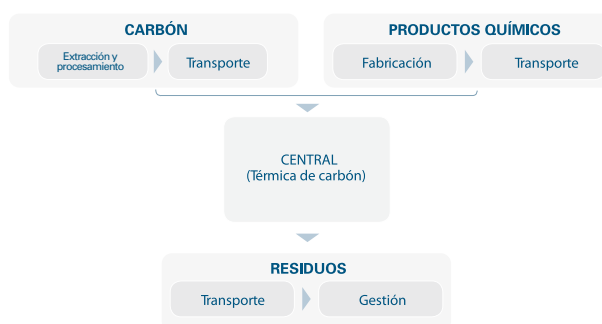 CARBÓN
Extracción y
procesamiento
Transporte
PRODUCTOS QUÍMICOS
Fabricación
Transporte
CENTRAL
(Térmica de carbón)
RESIDUOS
Transporte
Gestión